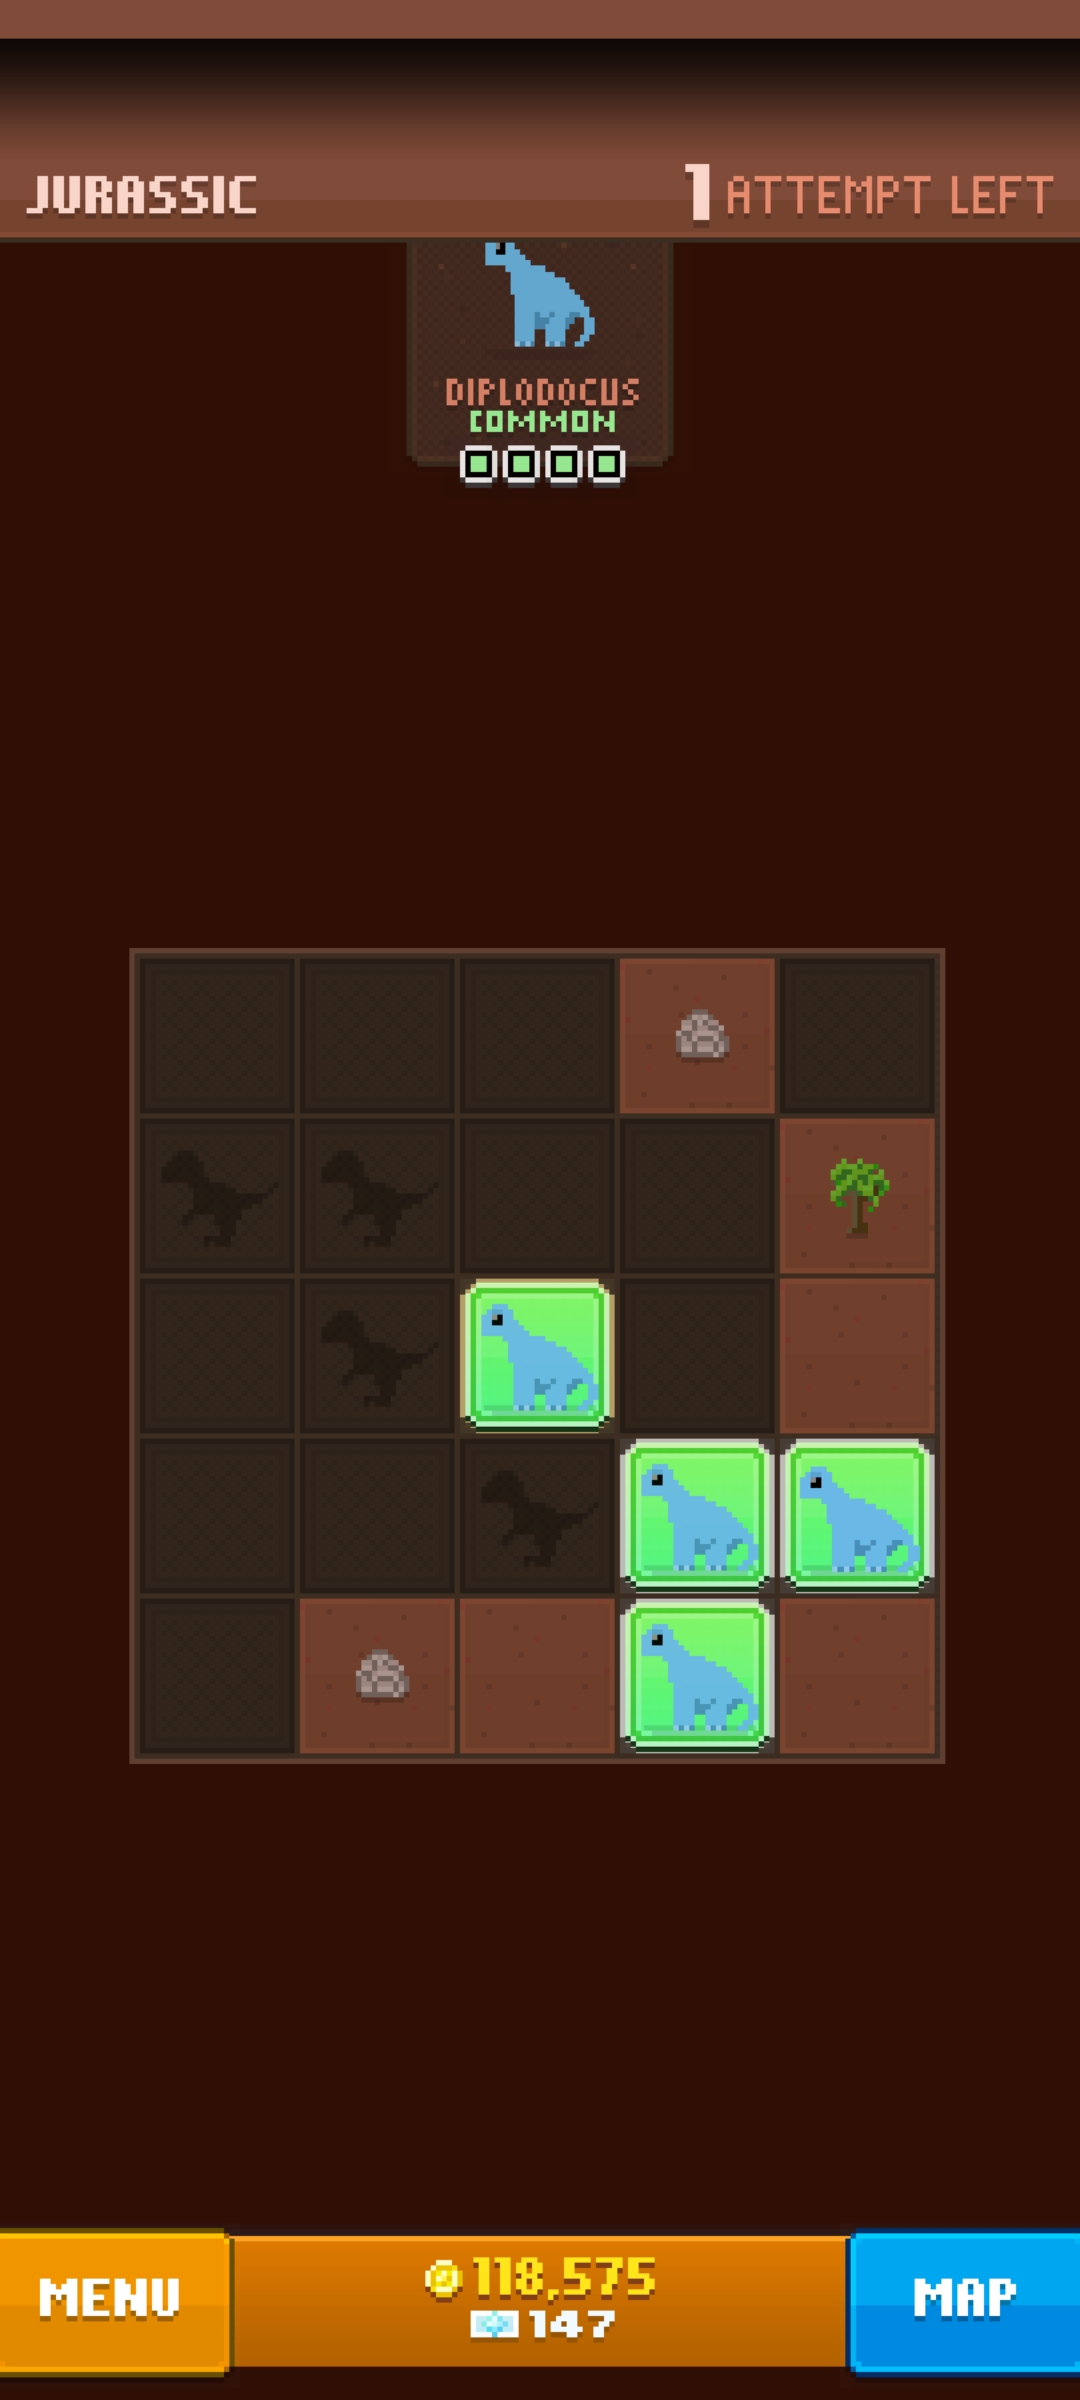 JURASSIC
1 ATTEMPT LEFT
DIPLODOCUS
COMMON
MENU
118,575
147
MAP